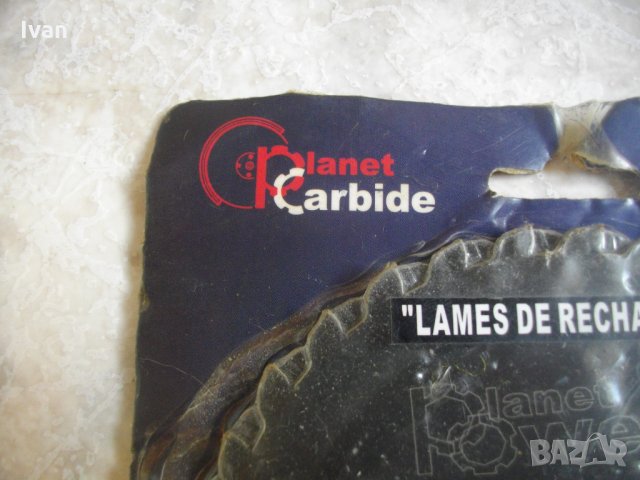 Ivan
Planet
Carbide
"LAMES DE RECHA
Planet
Powe
BAZAR